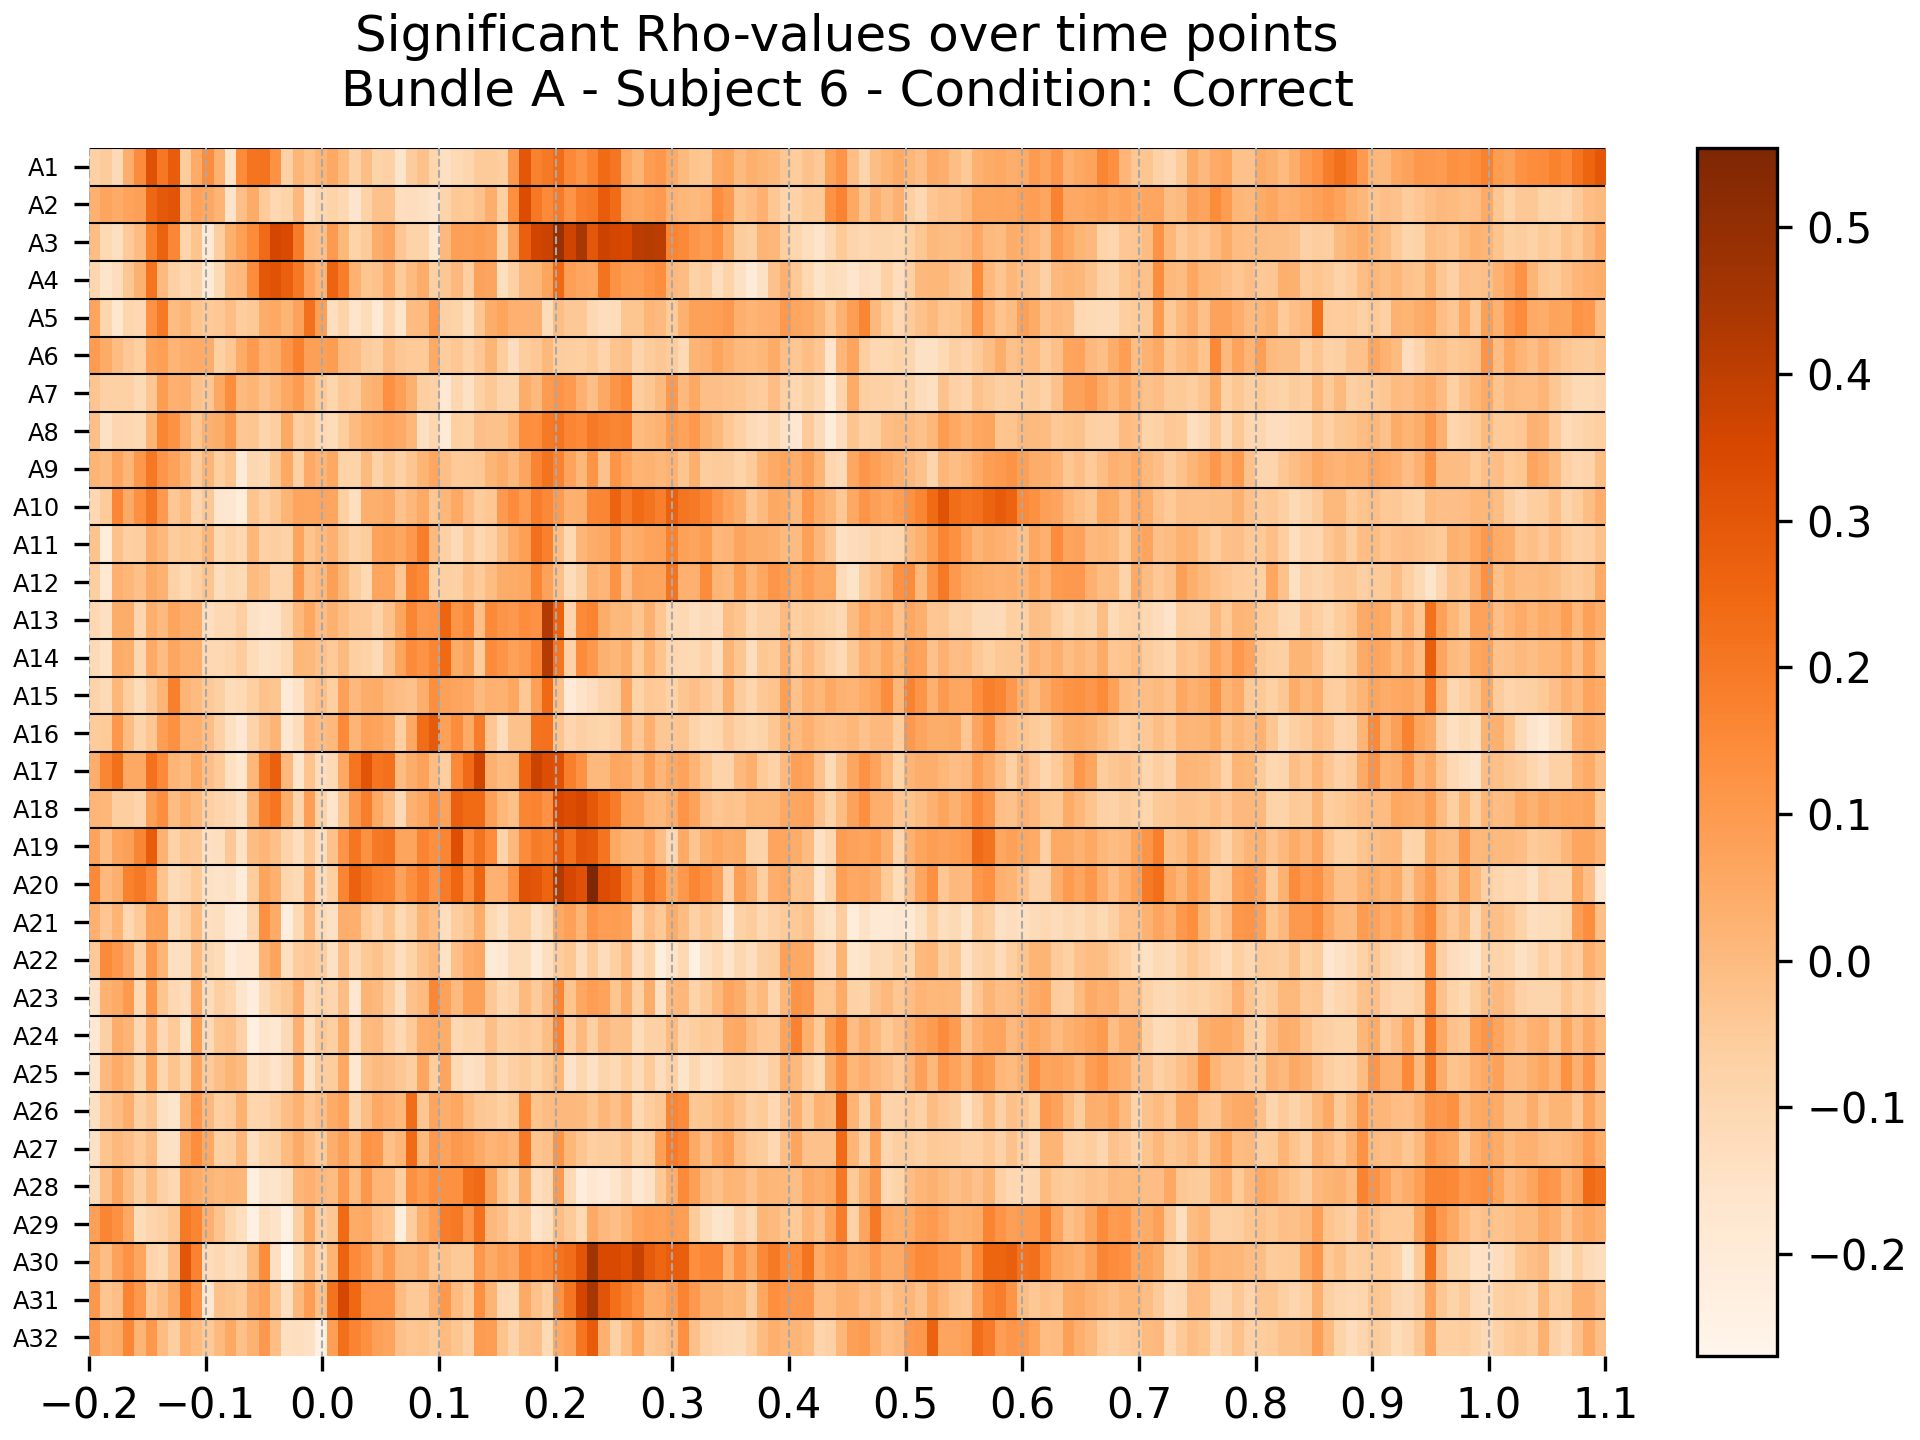 Significant Rho-values over time points
Bundle A - Subject 6 - Condition: Correct
A1
A2
A3
A4
A5
A6
A7
A8
A9
A10
A11
A12
A13
A14
A15
A16
A17
A18
A19
A20
A21
A22
A23
A24
A25
A26
A27
A28
A29
A30
A31
A32
−0.2 −0.1 0.0 0.1 0.2 0.3 0.4 0.5 0.6 0.7 0.8 0.9 1.0 1.1
0.5
0.4
0.3
0.2
0.1
0.0
−0.1
−0.2